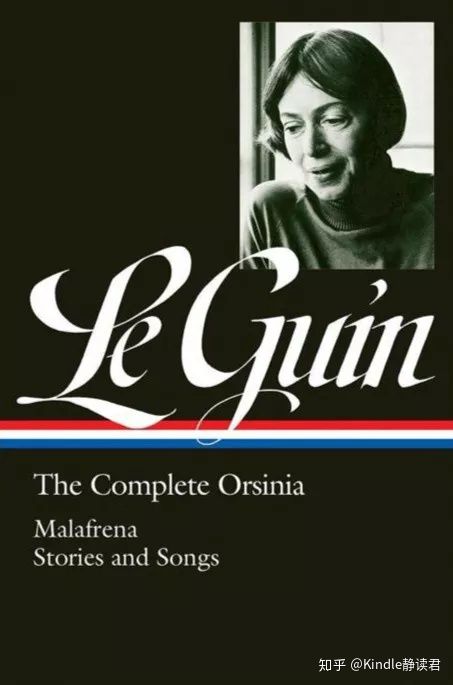 Le Guin
The Complete Orsinia
Malafrena
Stories and Songs
知乎 @Kindle静读君